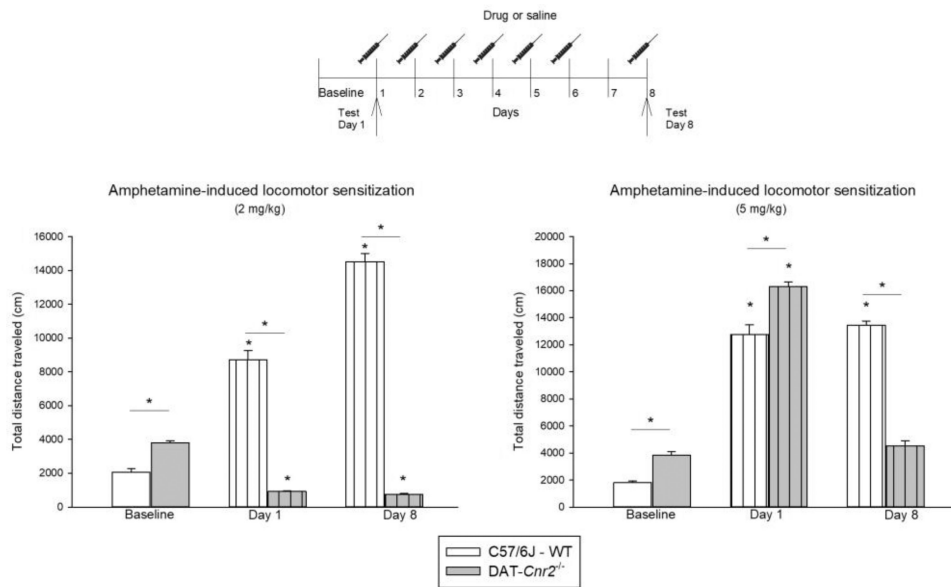 Drug or saline
Baseline 1 2 3 4 5 6 7 8
Test
Day 1
Days
Test
Day 8
Amphetamine-induced locomotor sensitization
(2 mg/kg)
Total distance traveled (cm)
16000
14000
12000
10000
8000
6000
4000
2000
0
*
*
*
*
*
*
*
Baseline
Day 1
Day 8
Amphetamine-induced locomotor sensitization
(5 mg/kg)
Total distance traveled (cm)
20000
18000
16000
14000
12000
10000
8000
6000
4000
2000
0
*
*
*
*
*
*
Baseline
Day 1
Day 8
C57/6J - WT
DAT-Cnr2-/-